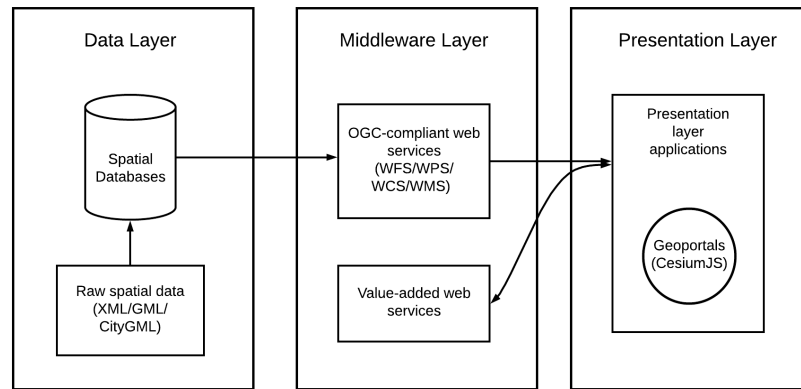 Data Layer
Spatial
Databases
Raw spatial data
(XML/GML/
CityGML)
Middleware Layer
OGC-compliant web
services
(WFS/WPS/
WCS/WMS)
Value-added web
services
Presentation Layer
Presentation
layer
applications
Geoportals
(CesiumJS)